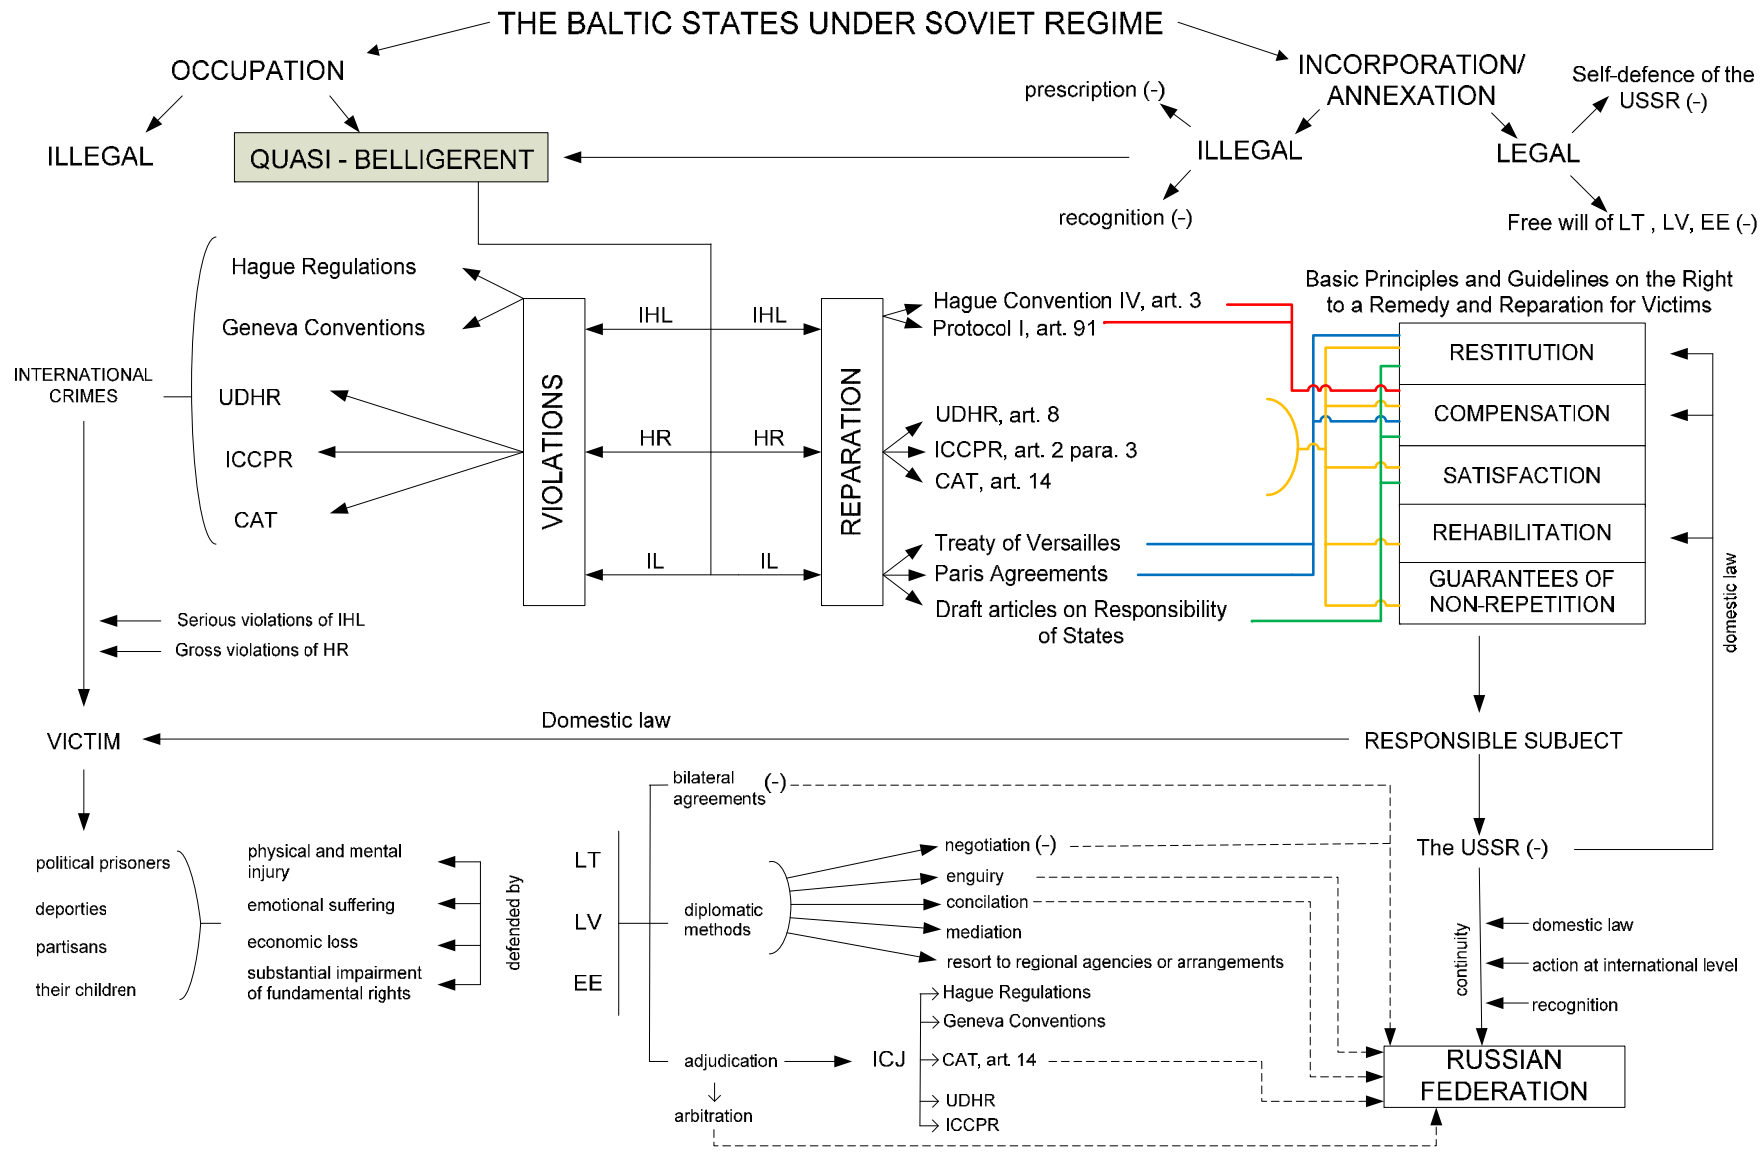 THE BALTIC STATES UNDER SOVIET REGIME
OCCUPATION
INCORPORATION/
ANNEXATION
Self-defence of the
USSR (-)
prescription (-)
ILLEGAL
QUASI - BELLIGERENT
ILLEGAL
LEGAL
recognition (-)
Free will of LT , LV, EE (-)
Hague Regulations
Geneva Conventions
INTERNATIONAL
CRIMES
UDHR
ICCPR
CAT
VIOLATIONS
IHL
IHL
HR
HR
IL
IL
REPARATION
Hague Convention IV, art. 3
Protocol I, art. 91
UDHR, art. 8
ICCPR, art. 2 para. 3
CAT, art. 14
Treaty of Versailles
Paris Agreements
Draft articles on Responsibility
of States
Basic Principles and Guidelines on the Right
to a Remedy and Reparation for Victims
RESTITUTION
COMPENSATION
SATISFACTION
REHABILITATION
GUARANTEES OF
NON-REPETITION
domestic law
Serious violations of IHL
Gross violations of HR
VICTIM
Domestic law
RESPONSIBLE SUBJECT
political prisoners
deporties
partisans
their children
physical and mental
injury
emotional suffering
economic loss
substantial impairment
of fundamental rights
defended by
LT
LV
EE
bilateral (-)
agreements
diplomatic
methods
negotiation (-)
enguiry
concilation
mediation
resort to regional agencies or arrangements
adjudication
arbitration
ICJ
Hague Regulations
Geneva Conventions
CAT, art. 14
UDHR
ICCPR
The USSR (-)
continuity
domestic law
action at international level
recognition
RUSSIAN
FEDERATION